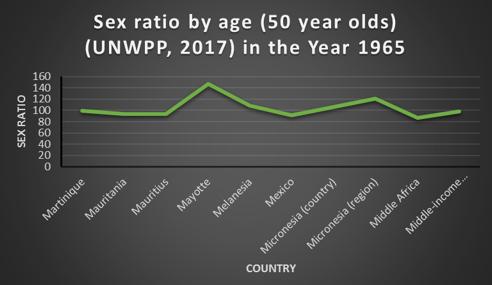 Sex ratio by age (50 year olds)
(UNWPP, 2017) in the Year 1965
SEX RATIO
160
140
120
100
80
60
40
20
0
Martinique
Mauritania
Mauritius
Mayotte
Melanesia
Mexico
Micronesia (country)
Micronesia (region)
Middle Africa
Middle-income...
COUNTRY